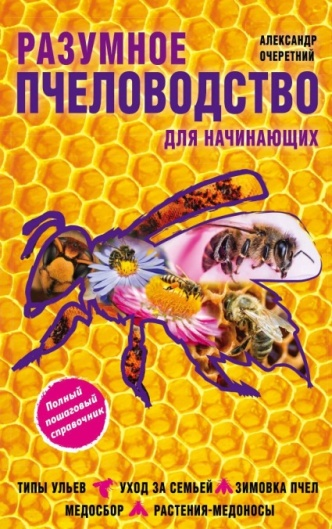 АЛЕКСАНДР
ОЧЕРЕТНИЙ
РАЗУМНОЕ
ПЧЕЛОВОДСТВО
ДЛЯ НАЧИНАЮЩИХ
Полный
пошаговый
справочник
ТИПЫ УЛЬЕВ УХОД ЗА СЕМЬЕЙ ЗИМОВКА ПЧЕЛ
МЕДОСБОР РАСТЕНИЯ-МЕДОНОСЫ